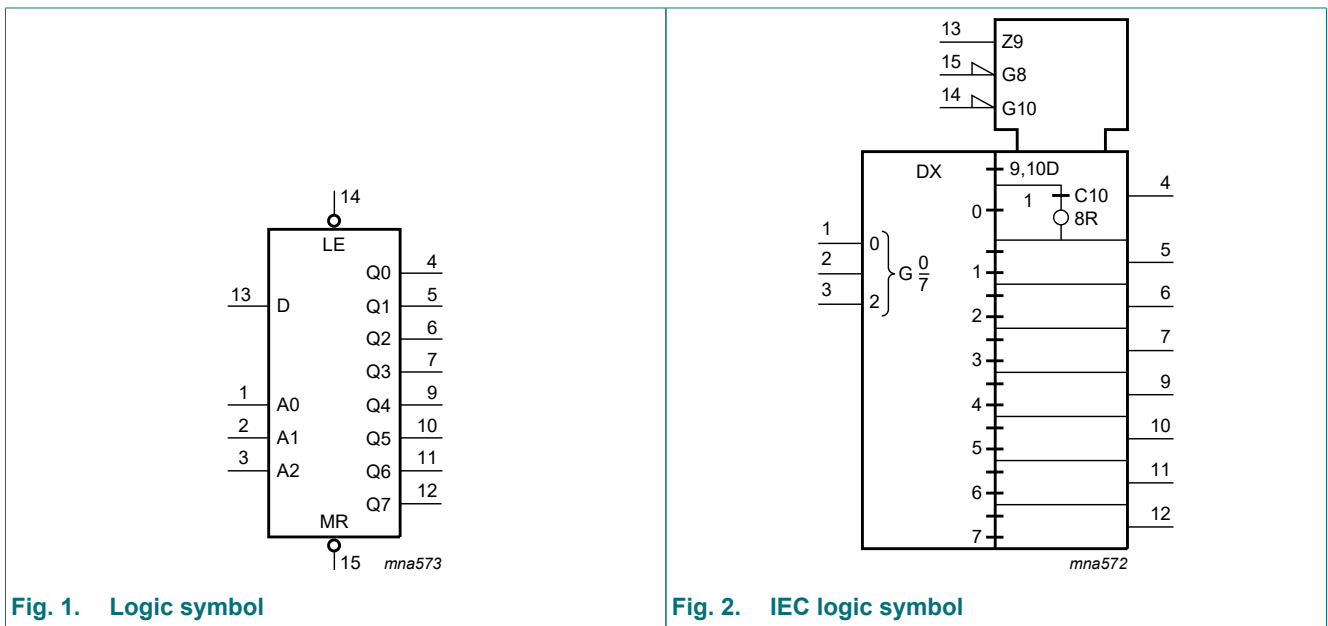 14
LE
Q0 4
13 D Q1 5
Q2 6
Q3 7
1 A0 Q4 9
2 A1 Q5 10
3 A2 Q6 11
Q7 12
MR
15 mna573
Fig. 1. Logic symbol
13 Z9
15 G8
14 G10
DX 9,10D
4
1 C10
0 8R
1 0
2 G 0/7
3 2
5
1
6
2
7
3
9
4
10
5
11
6
12
7
mna572
Fig. 2. IEC logic symbol